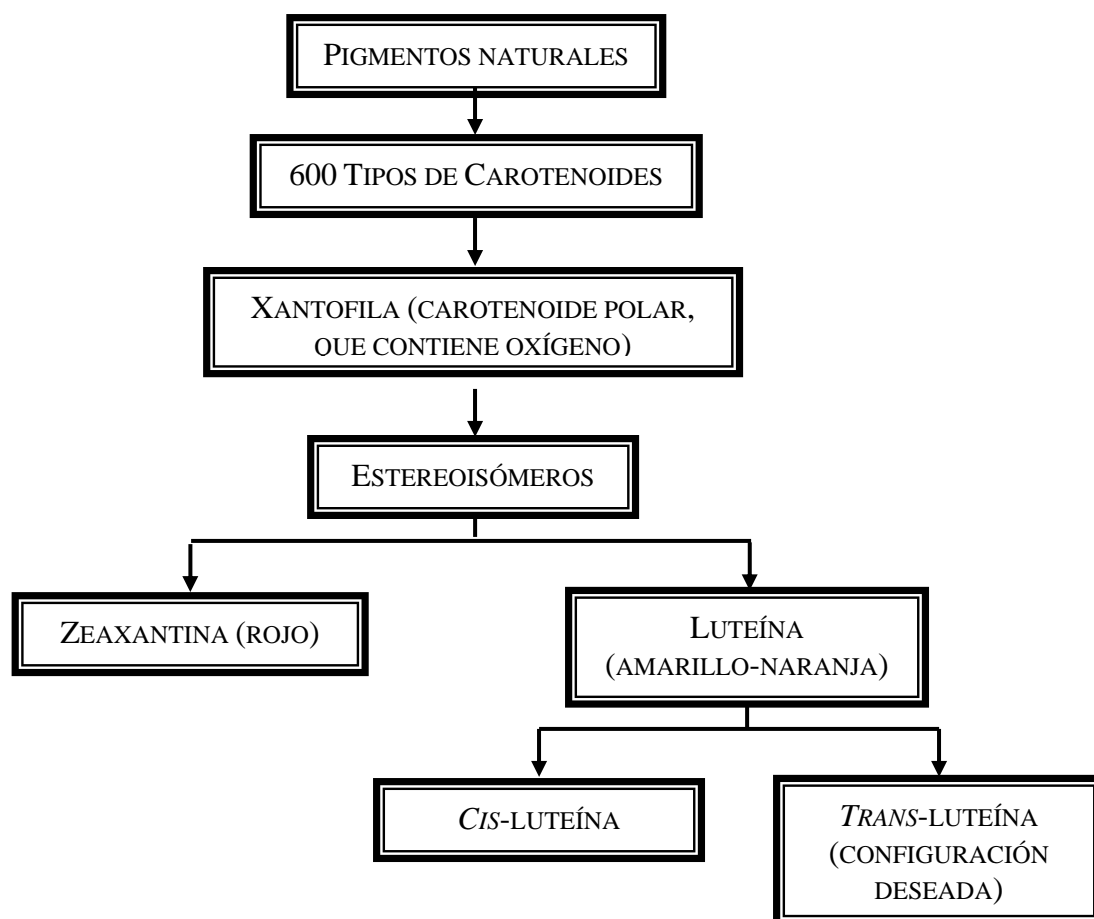 PIGMENTOS NATURALES
600 TIPOS DE CAROTENOIDES
XANTOFILA (CAROTENOIDE POLAR,
QUE CONTIENE OXÍGENO)
ESTEREOISÓMEROS
ZEAXANTINA (ROJO)
LUTEÍNA
(AMARILLO-NARANJA)
CIS-LUTEÍNA
TRANS-LUTEÍNA
(CONFIGURACIÓN
DESEADA)